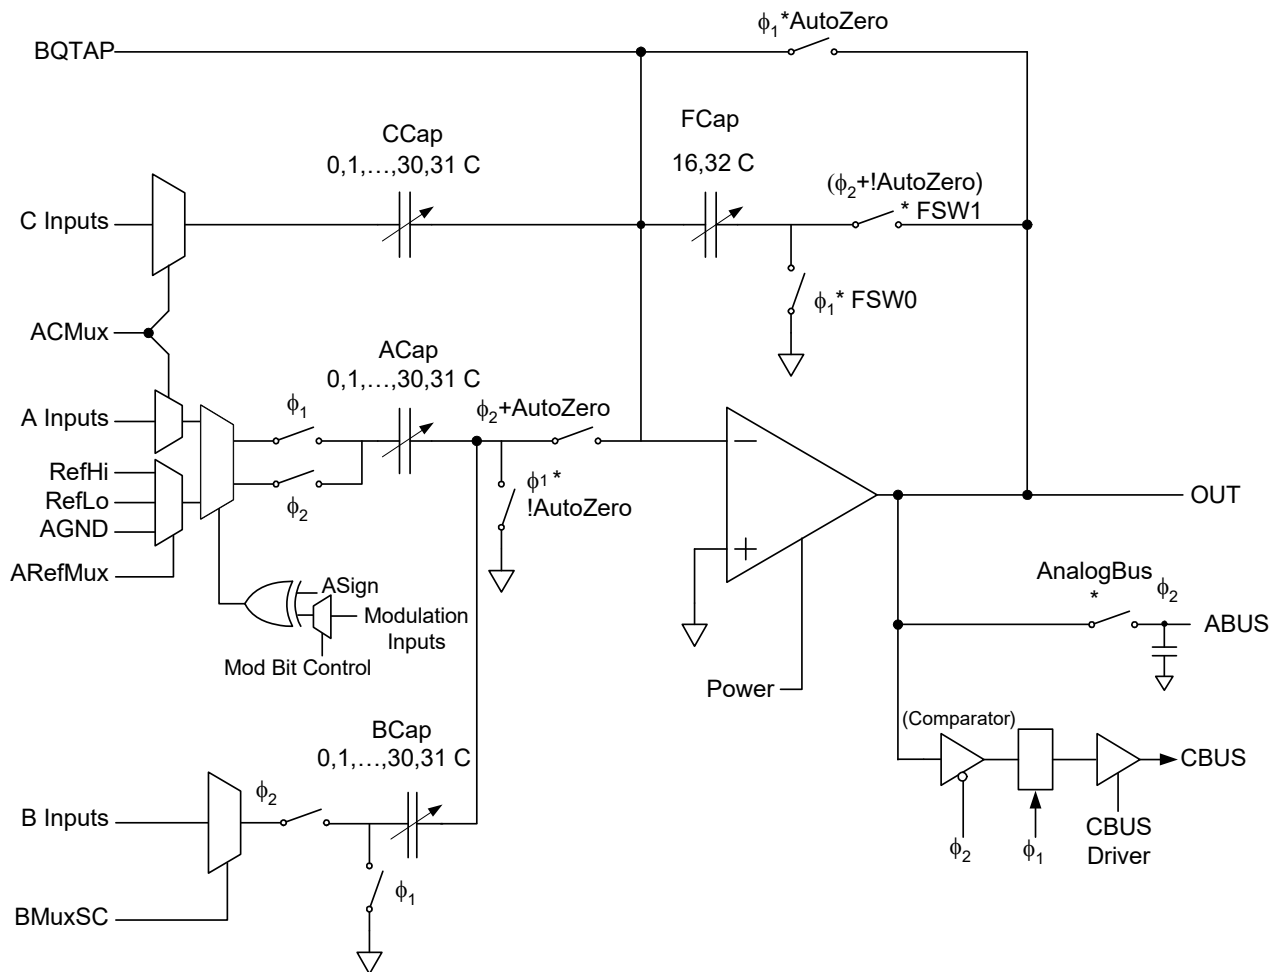 ϕ1*AutoZero
BQTAP
CCap
0,1,…,30,31 C
FCap
16,32 C
(ϕ2+!AutoZero)
* FSW1
C Inputs
ϕ1* FSW0
ACMux
ACap
0,1,…,30,31 C
A Inputs
ϕ1
ϕ2+AutoZero
RefHi
RefLo
AGND
ϕ2
ϕ1 *
!AutoZero
OUT
ARefMux
ASign
Modulation
Inputs
Mod Bit Control
AnalogBus
*
ϕ2
ABUS
Power
(Comparator)
BCap
0,1,…,30,31 C
CBUS
ϕ2
B Inputs
ϕ2
ϕ1
CBUS
Driver
ϕ1
BMuxSC